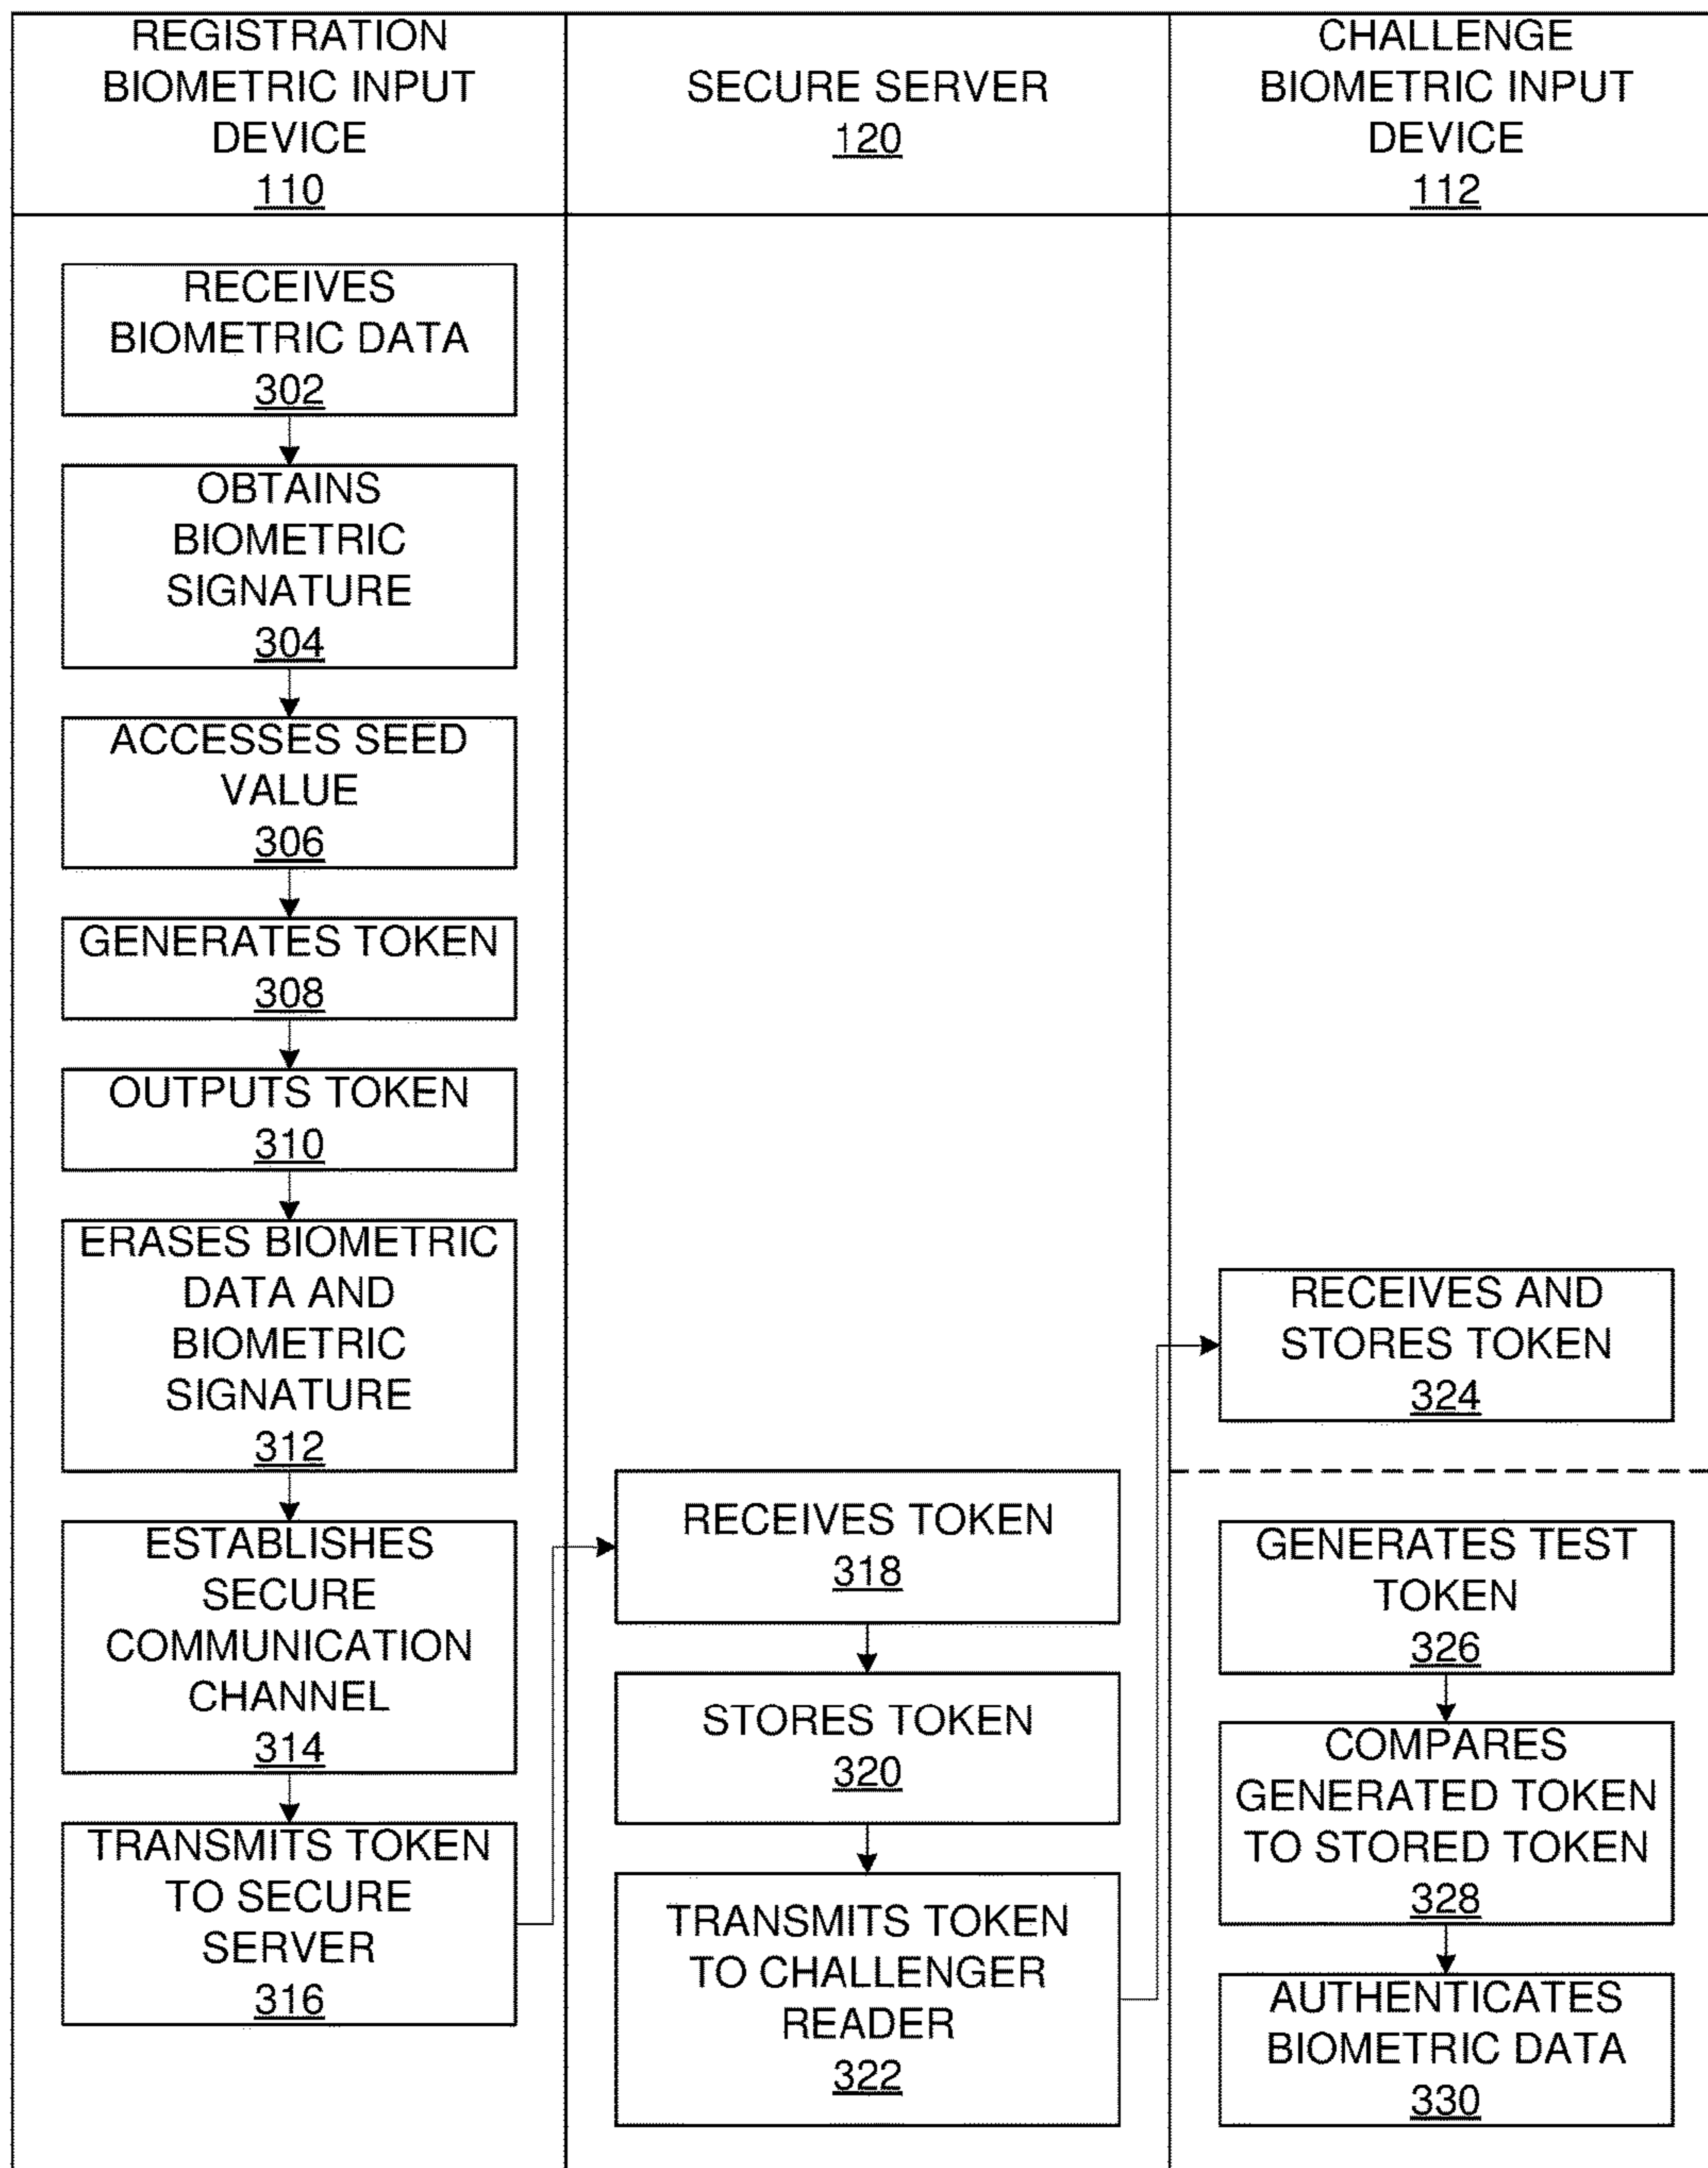 REGISTRATION
BIOMETRIC INPUT
DEVICE
110
SECURE SERVER
120
CHALLENGE
BIOMETRIC INPUT
DEVICE
112
RECEIVES
BIOMETRIC DATA
302
OBTAINS
BIOMETRIC
SIGNATURE
304
ACCESSES SEED
VALUE
306
GENERATES TOKEN
308
OUTPUTS TOKEN
310
ERASES BIOMETRIC
DATA AND
BIOMETRIC
SIGNATURE
312
ESTABLISHES
SECURE
COMMUNICATION
CHANNEL
314
TRANSMITS TOKEN
TO SECURE
SERVER
316
RECEIVES TOKEN
318
STORES TOKEN
320
TRANSMITS TOKEN
TO CHALLENGER
READER
322
RECEIVES AND
STORES TOKEN
324
GENERATES TEST
TOKEN
326
COMPARES
GENERATED TOKEN
TO STORED TOKEN
328
AUTHENTICATES
BIOMETRIC DATA
330